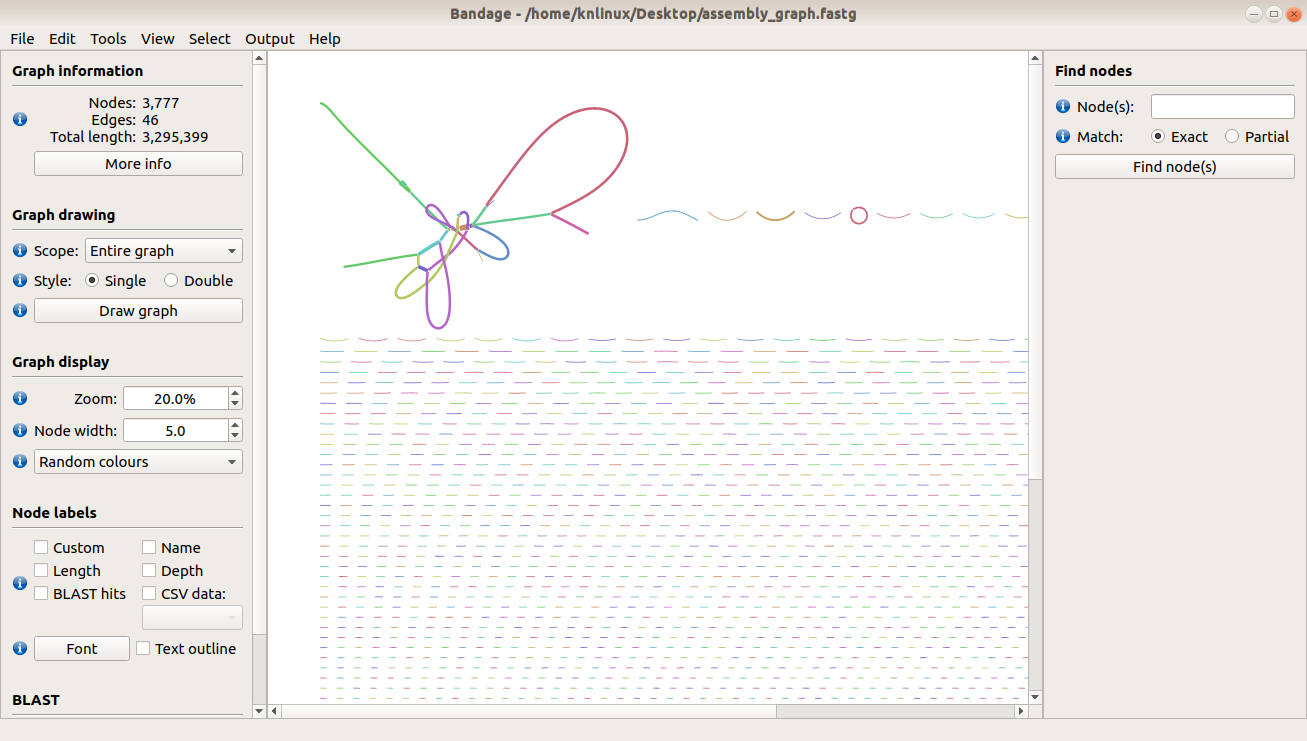 Bandage - /home/knlinux/Desktop/assembly_graph.fastg
File Edit Tools View Select Output Help
Graph information
Nodes: 3,777
Edges: 46
Total length: 3,295,399
More info
Graph drawing
Scope: Entire graph
Style: Single Double
Draw graph
Graph display
Zoom: 20.0%
Node width: 5.0
Random colours
Node labels
Custom Name
Length Depth
BLAST hits CSV data:
Font Text outline
BLAST
Find nodes
Node(s):
Match: Exact Partial
Find node(s)